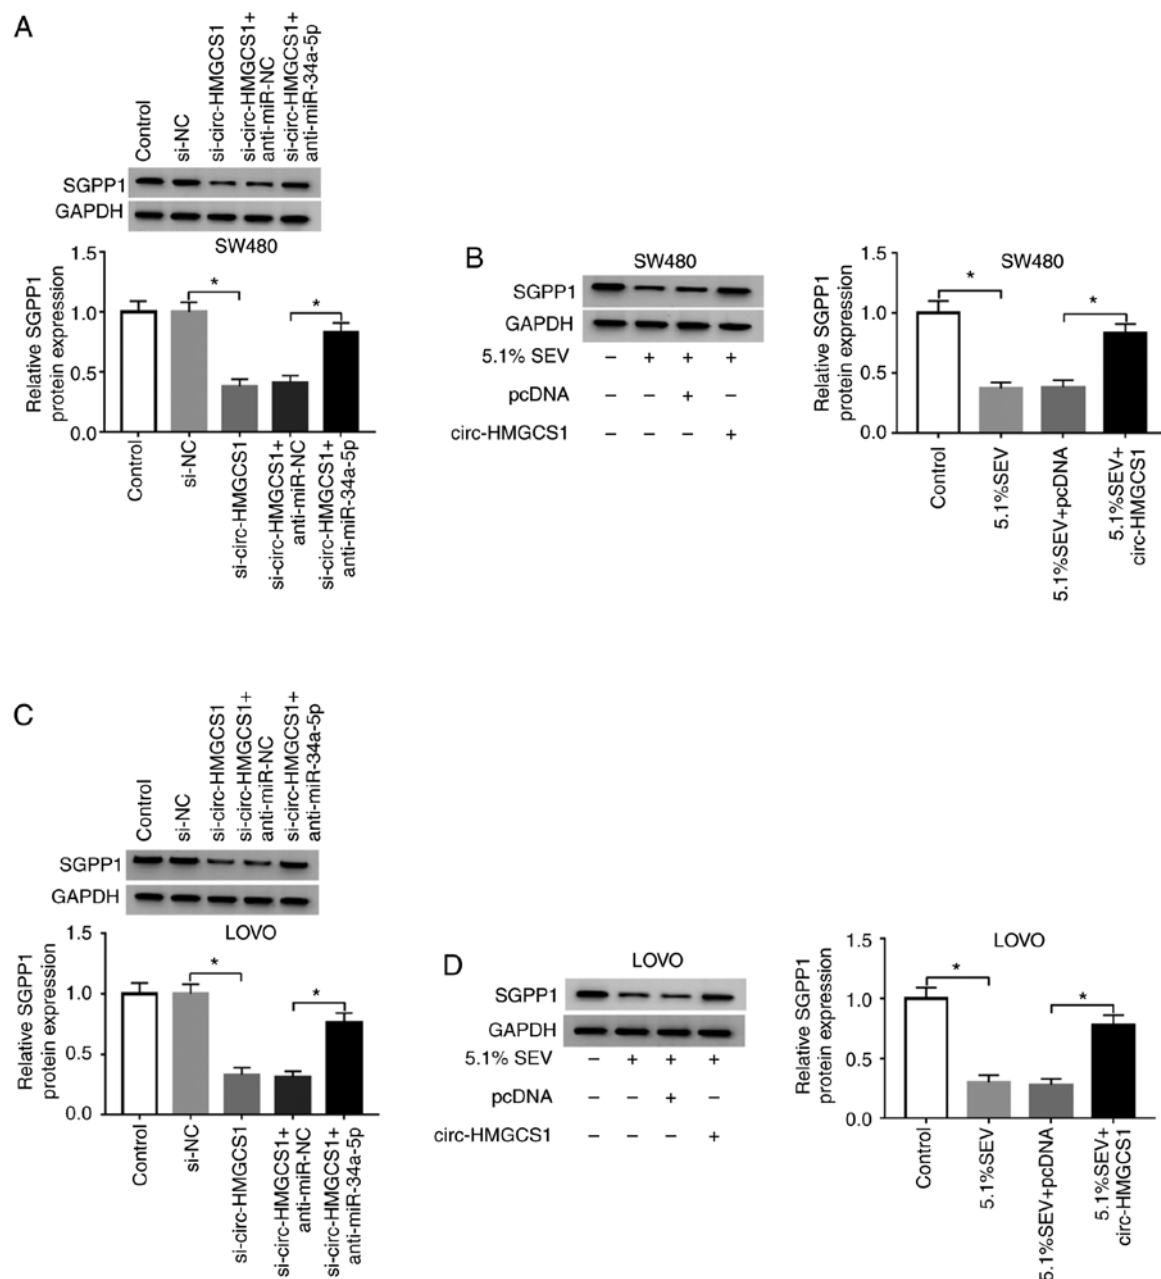 A
Control
si-NC
si-circ-HMGCS1
si-circ-HMGCS1+
anti-miR-NC
si-circ-HMGCS1+
anti-miR-34a-5p
SGPP1
GAPDH
SW480
Relative SGPP1
protein expression
1.5
1.0
0.5
0.0
*
*
Control
si-NC
si-circ-HMGCS1
si-circ-HMGCS1+
anti-miR-NC
si-circ-HMGCS1+
anti-miR-34a-5p
B
SW480
SGPP1
GAPDH
5.1% SEV − + + +
pcDNA − − + −
circ-HMGCS1 − − − +
SW480
Relative SGPP1
protein expression
1.5
1.0
0.5
0.0
*
*
Control
5.1%SEV
5.1%SEV+pcDNA
5.1%SEV+
circ-HMGCS1
C
Control
si-NC
si-circ-HMGCS1
si-circ-HMGCS1+
anti-miR-NC
si-circ-HMGCS1+
anti-miR-34a-5p
SGPP1
GAPDH
LOVO
Relative SGPP1
protein expression
1.5
1.0
0.5
0.0
*
*
Control
si-NC
si-circ-HMGCS1
si-circ-HMGCS1+
anti-miR-NC
si-circ-HMGCS1+
anti-miR-34a-5p
D
LOVO
SGPP1
GAPDH
5.1% SEV − + + +
pcDNA − − + −
circ-HMGCS1 − − − +
LOVO
Relative SGPP1
protein expression
1.5
1.0
0.5
0.0
*
*
Control
5.1%SEV
5.1%SEV+pcDNA
5.1%SEV+
circ-HMGCS1